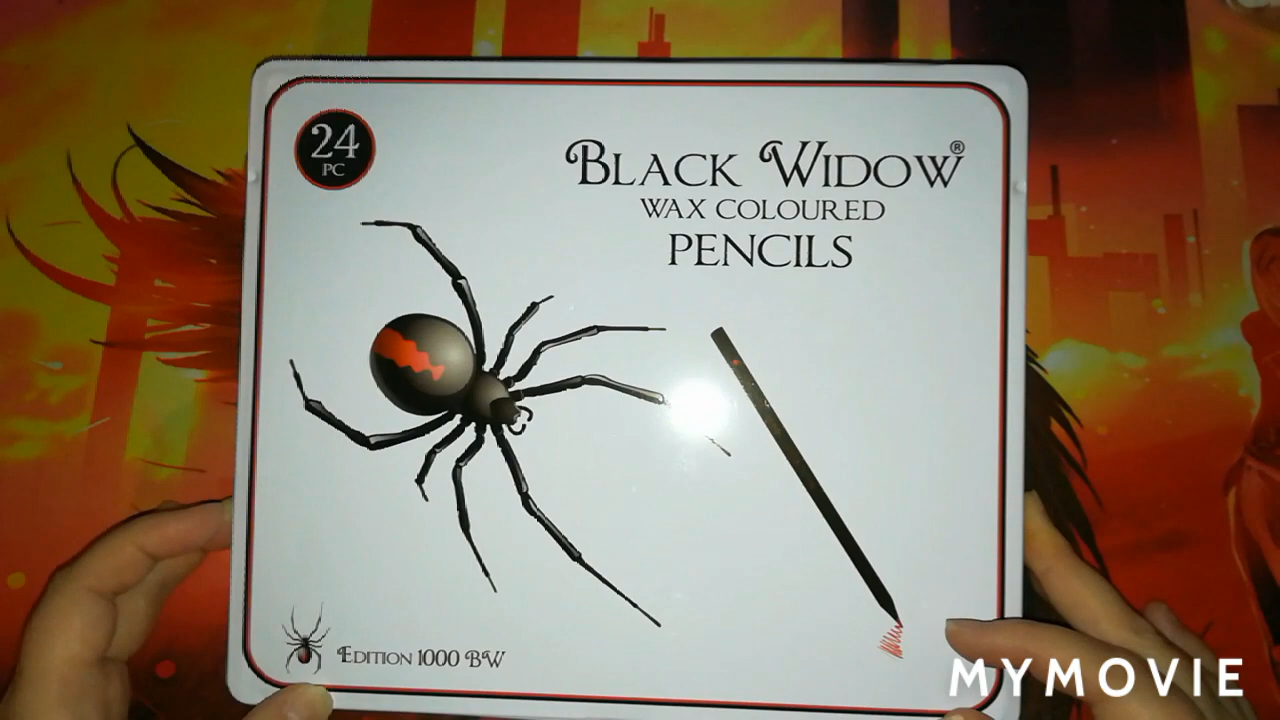 24
PC
BLACK WIDOW®
WAX COLOURED
PENCILS
EDITION 1000 BW
MYMOVIE